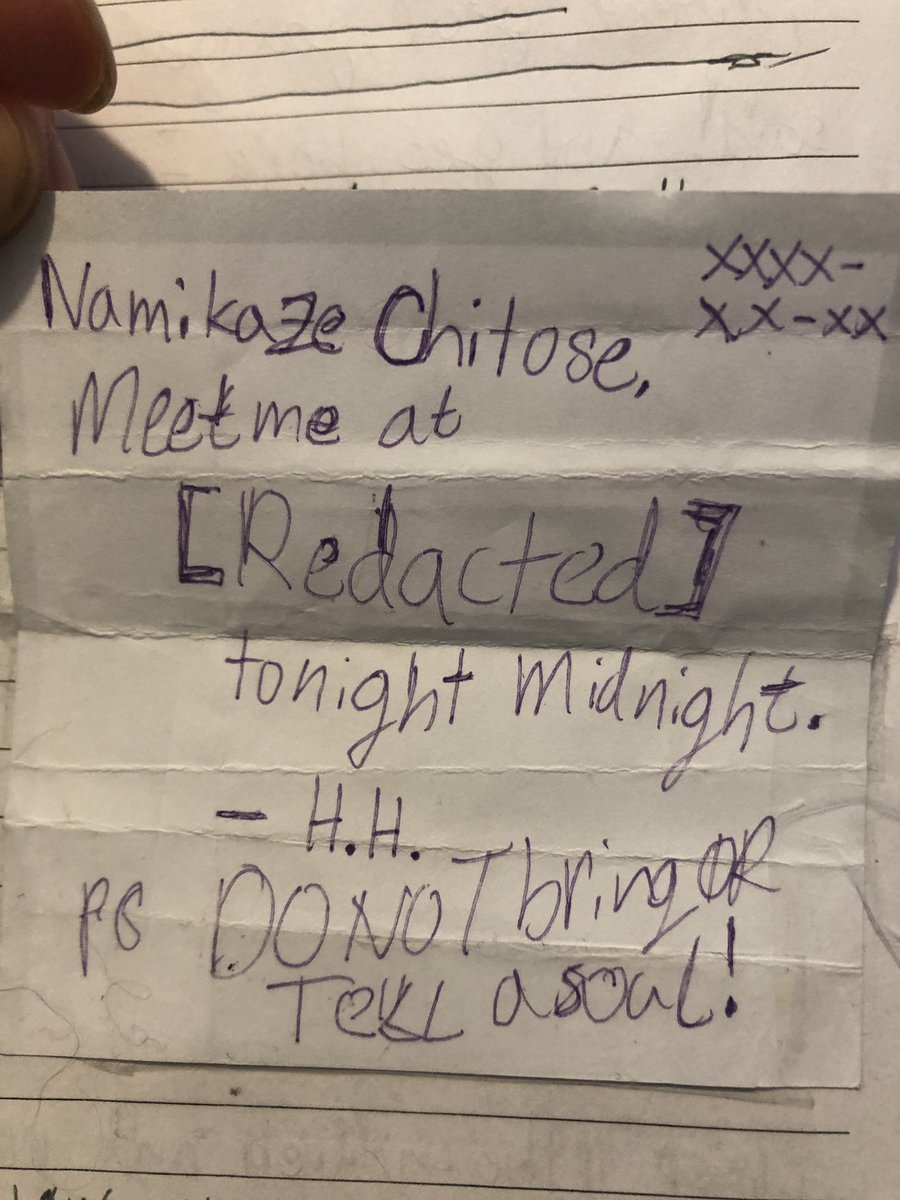 XXXX-
XX-XX
Namikaze Chitose,
Meet me at
[Redacted]
tonight Midnight.
- H.H.
PS DO NOT bring OR
TELL a soul!